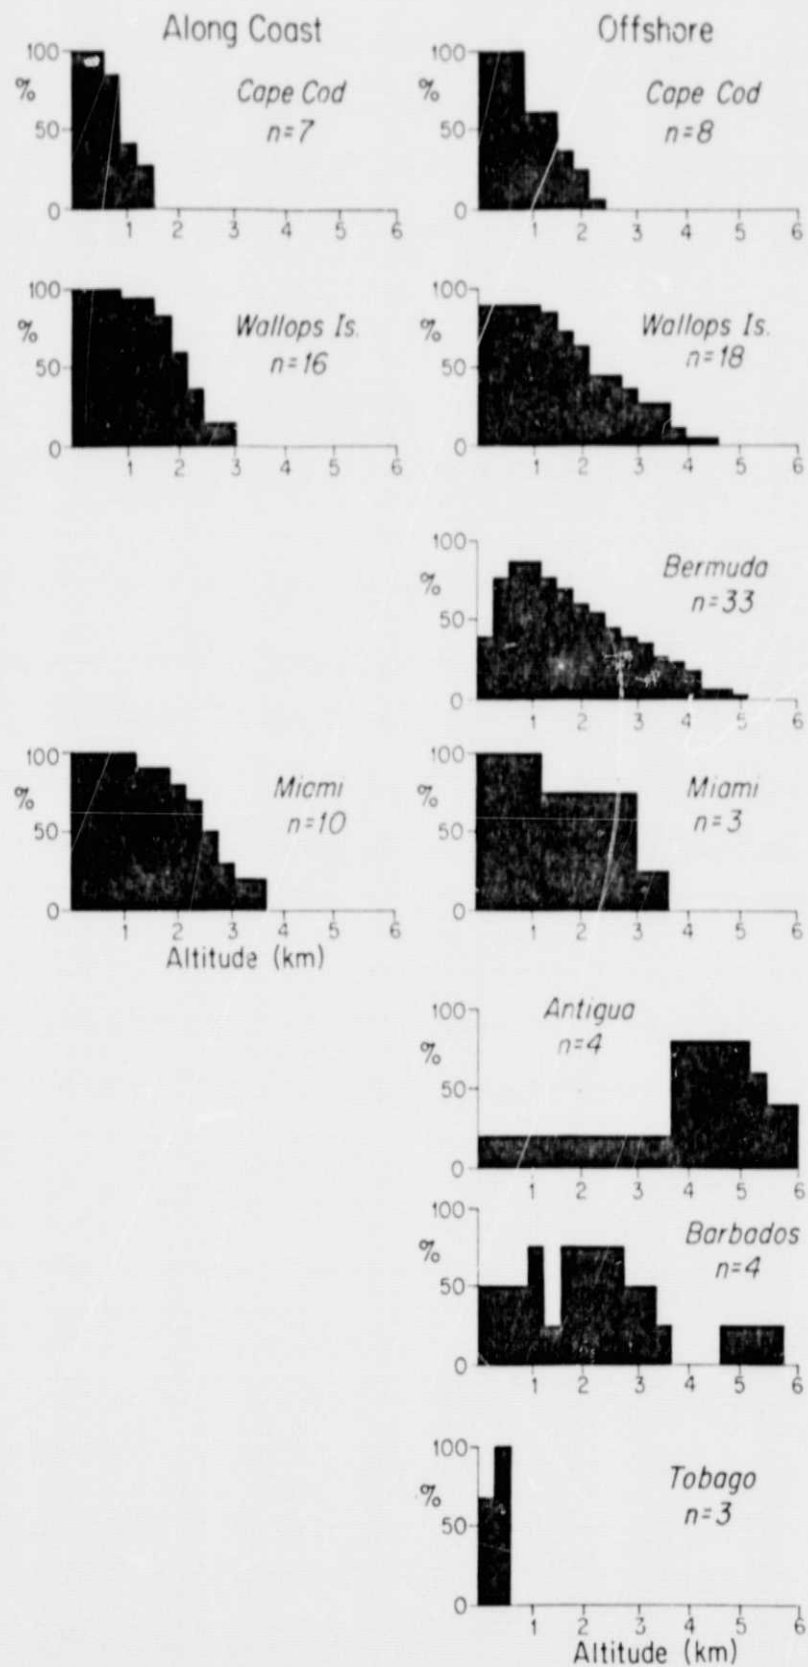 Along Coast
Offshore
100
%
50
0
Cape Cod
n=7
1 2 3 4 5 6
100
%
50
0
Cape Cod
n=8
1 2 3 4 5 6
100
%
50
0
Wallops Is.
n=16
1 2 3 4 5 6
100
%
50
0
Wallops Is.
n=18
1 2 3 4 5 6
100
%
50
0
Bermuda
n=33
1 2 3 4 5 6
100
%
50
0
Miami
n=10
1 2 3 4 5 6
Altitude (km)
100
%
50
0
Miami
n=3
1 2 3 4 5 6
100
%
50
0
Antigua
n=4
1 2 3 4 5 6
100
%
50
0
Barbados
n=4
1 2 3 4 5 6
100
%
50
0
Tobago
n=3
1 2 3 4 5 6
Altitude (km)